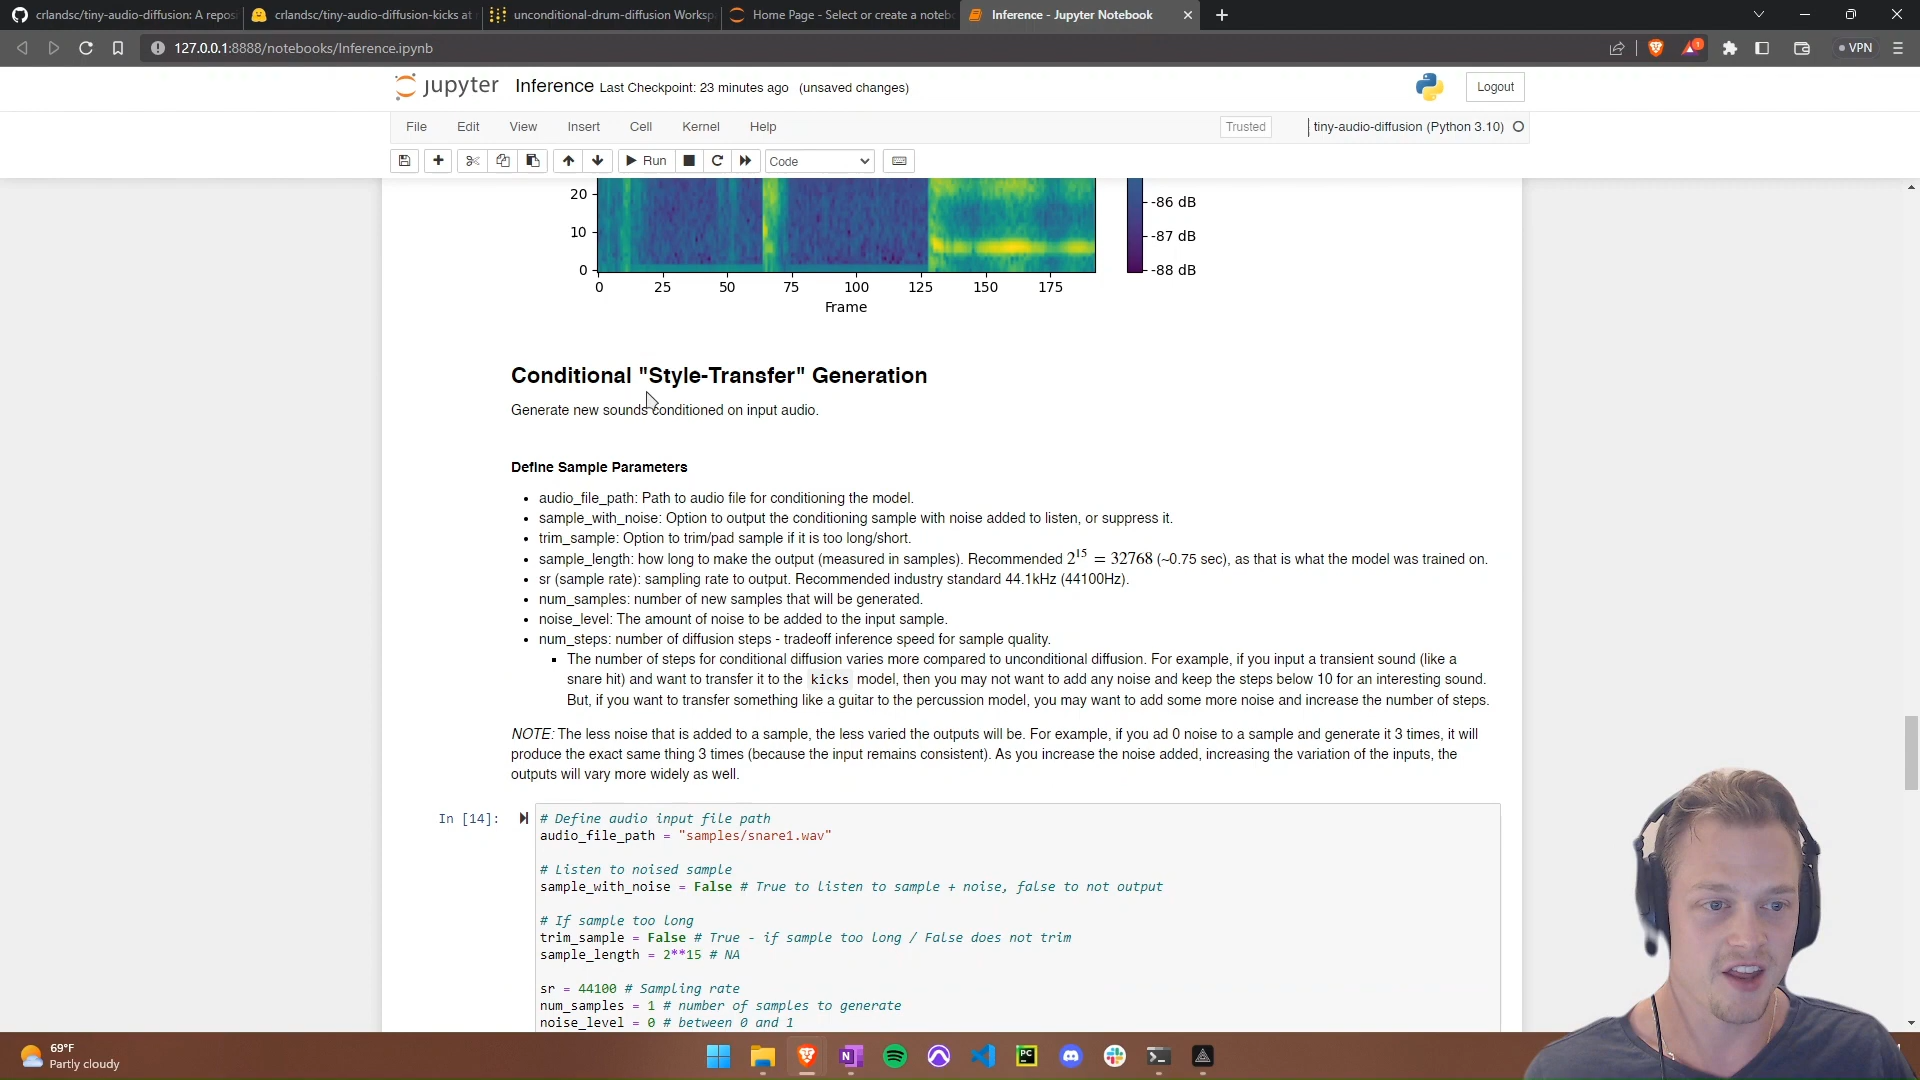 crlandsc/tiny-audio-diffusion: A repos
crlandsc/tiny-audio-diffusion-kicks at
unconditional-drum-diffusion Workspa
Home Page - Select or create a noteb
Inference - Jupyter Notebook
127.0.0.1:8888/notebooks/Inference.ipynb
1
VPN
jupyter Inference Last Checkpoint: 23 minutes ago (unsaved changes)
Logout
File Edit View Insert Cell Kernel Help
Trusted
tiny-audio-diffusion (Python 3.10)
Run
Code
20
10
0
0 25 50 75 100 125 150 175
Frame
-86 dB
-87 dB
-88 dB
Conditional "Style-Transfer" Generation
Generate new sounds conditioned on input audio.
Define Sample Parameters
• audio_file_path: Path to audio file for conditioning the model.
• sample_with_noise: Option to output the conditioning sample with noise added to listen, or suppress it.
• trim_sample: Option to trim/pad sample if it is too long/short.
• sample_length: how long to make the output (measured in samples). Recommended 2^15 = 32768 (~0.75 sec), as that is what the model was trained on.
• sr (sample rate): sampling rate to output. Recommended industry standard 44.1kHz (44100Hz).
• num_samples: number of new samples that will be generated.
• noise_level: The amount of noise to be added to the input sample.
• num_steps: number of diffusion steps - tradeoff inference speed for sample quality.
▪ The number of steps for conditional diffusion varies more compared to unconditional diffusion. For example, if you input a transient sound (like a
snare hit) and want to transfer it to the kicks model, then you may not want to add any noise and keep the steps below 10 for an interesting sound.
But, if you want to transfer something like a guitar to the percussion model, you may want to add some more noise and increase the number of steps.
NOTE: The less noise that is added to a sample, the less varied the outputs will be. For example, if you ad 0 noise to a sample and generate it 3 times, it will
produce the exact same thing 3 times (because the input remains consistent). As you increase the noise added, increasing the variation of the inputs, the
outputs will vary more widely as well.
In [14]:
# Define audio input file path
audio_file_path = "samples/snare1.wav"
# Listen to noised sample
sample_with_noise = False # True to listen to sample + noise, false to not output
# If sample too long
trim_sample = False # True - if sample too long / False does not trim
sample_length = 2**15 # NA
sr = 44100 # Sampling rate
num_samples = 1 # number of samples to generate
noise_level = 0 # between 0 and 1
69°F
Partly cloudy